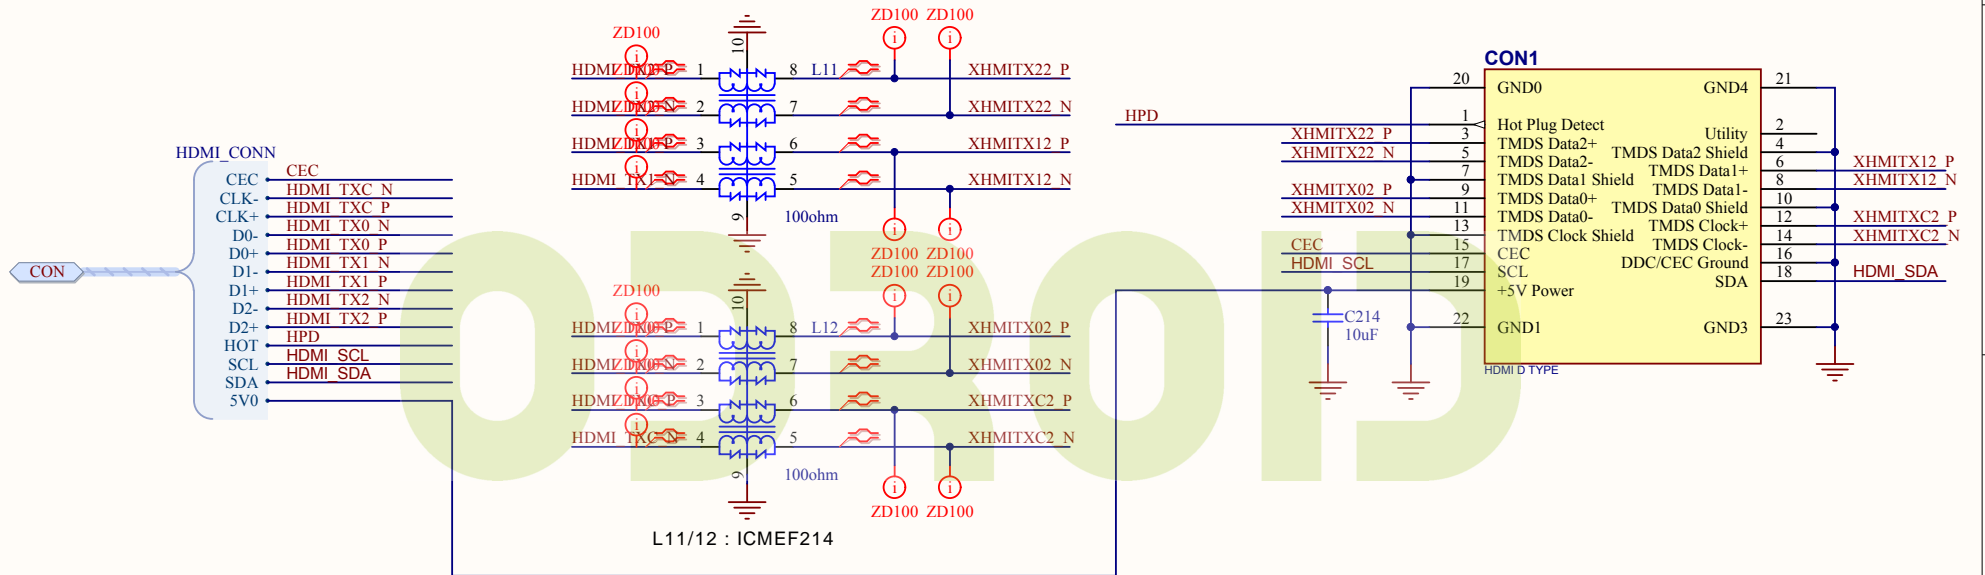 HDMI_CONN
CON
CEC CEC
CLK- HDMI_TXC_N
CLK+ HDMI_TXC_P
D0- HDMI_TX0_N
D0+ HDMI_TX0_P
D1- HDMI_TX1_N
D1+ HDMI_TX1_P
D2- HDMI_TX2_N
D2+ HDMI_TX2_P
HOT HPD
SCL HDMI_SCL
SDA HDMI_SDA
5V0
ZD100 ZD100 ZD100
10
1 8 L11 XHMITX22_P
2 7 XHMITX22_N
3 6 XHMITX12_P
HDMI_TX1_N 4 5 XHMITX12_N
9 100ohm
ZD100 ZD100
ZD100 ZD100
ZD100
10
1 8 L12 XHMITX02_P
2 7 XHMITX02_N
3 6 XHMITXC2_P
HDMI_TXC_N 4 5 XHMITXC2_N
9 100ohm
ZD100 ZD100
L11/12 : ICMEF214
ODROID
CON1
20 GND0 GND4 21
HPD 1 Hot Plug Detect
Utility 2
XHMITX22_P 3 TMDS Data2+
TMDS Data2 Shield 4
XHMITX22_N 5 TMDS Data2-
TMDS Data1+ 6 XHMITX12_P
7 TMDS Data1 Shield
TMDS Data1- 8 XHMITX12_N
XHMITX02_P 9 TMDS Data0+
TMDS Data0 Shield 10
XHMITX02_N 11 TMDS Data0-
TMDS Clock+ 12 XHMITXC2_P
13 TMDS Clock Shield
TMDS Clock- 14 XHMITXC2_N
CEC 15 CEC
DDC/CEC Ground 16
HDMI_SCL 17 SCL
SDA 18 HDMI_SDA
19 +5V Power
C214
10uF
22 GND1 GND3 23
HDMI D TYPE